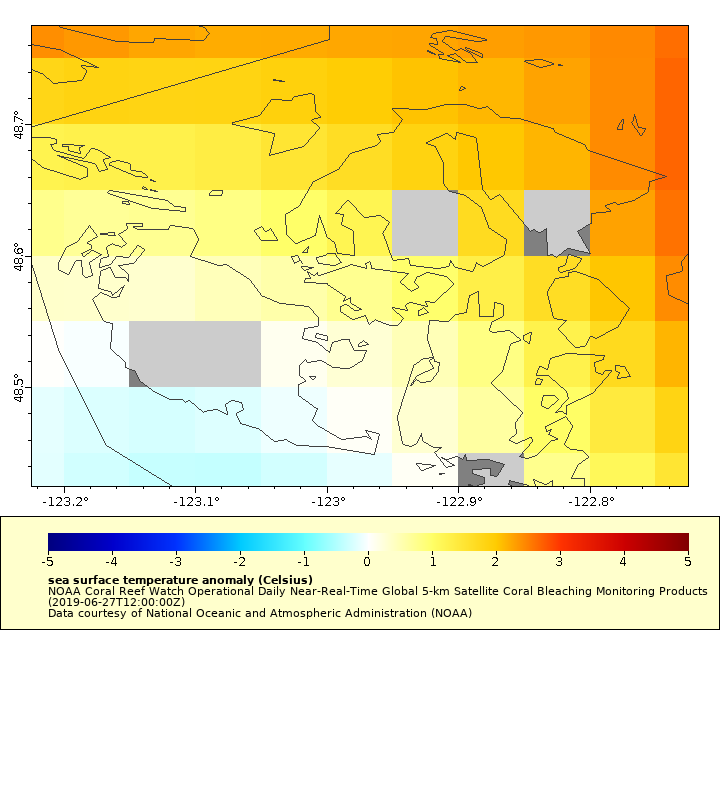 48.7°
48.6°
48.5°
-123.2° -123.1° -123° -122.9° -122.8°
-5 -4 -3 -2 -1 0 1 2 3 4 5
sea surface temperature anomaly (Celsius)
NOAA Coral Reef Watch Operational Daily Near-Real-Time Global 5-km Satellite Coral Bleaching Monitoring Products
(2019-06-27T12:00:00Z)
Data courtesy of National Oceanic and Atmospheric Administration (NOAA)